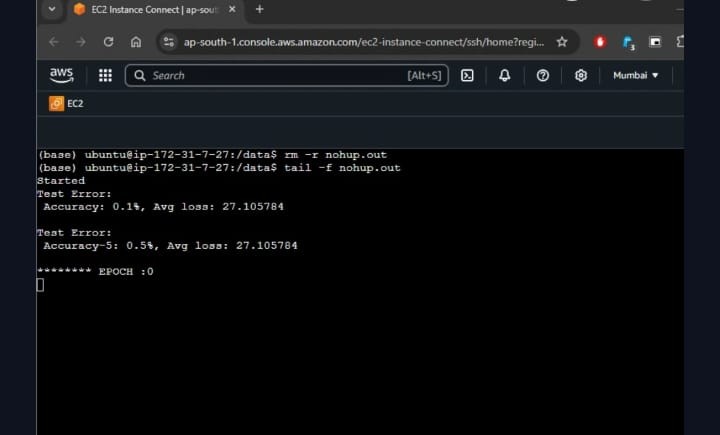 EC2 Instance Connect | ap-sout
ap-south-1.console.aws.amazon.com/ec2-instance-connect/ssh/home?regi...
3
aws
Search
[Alt+S]
Mumbai
EC2
(base) ubuntu@ip-172-31-7-27:/data$ rm -r nohup.out
(base) ubuntu@ip-172-31-7-27:/data$ tail -f nohup.out
Started
Test Error:
Accuracy: 0.1%, Avg loss: 27.105784
Test Error:
Accuracy-5: 0.5%, Avg loss: 27.105784
******** EPOCH :0